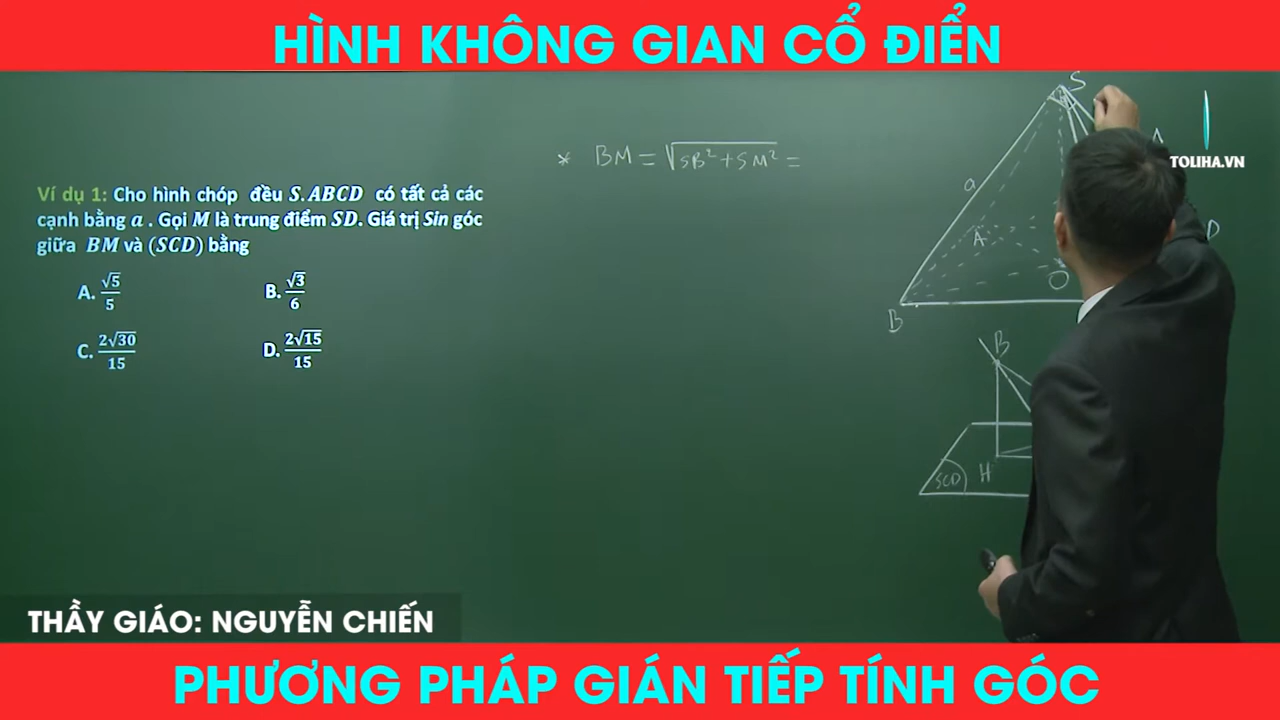 HÌNH KHÔNG GIAN CỔ ĐIỂN
S
TOLIHA.VN
* BM = √(SB² + SM²) =
a
Ví dụ 1: Cho hình chóp đều S.ABCD có tất cả các
cạnh bằng a . Gọi M là trung điểm SD. Giá trị Sin góc
giữa BM và (SCD) bằng
A. √5/5
B. √3/6
C. 2√30/15
D. 2√15/15
A
D
O
B
B
H
SCD
THẦY GIÁO: NGUYỄN CHIẾN
PHƯƠNG PHÁP GIÁN TIẾP TÍNH GÓC